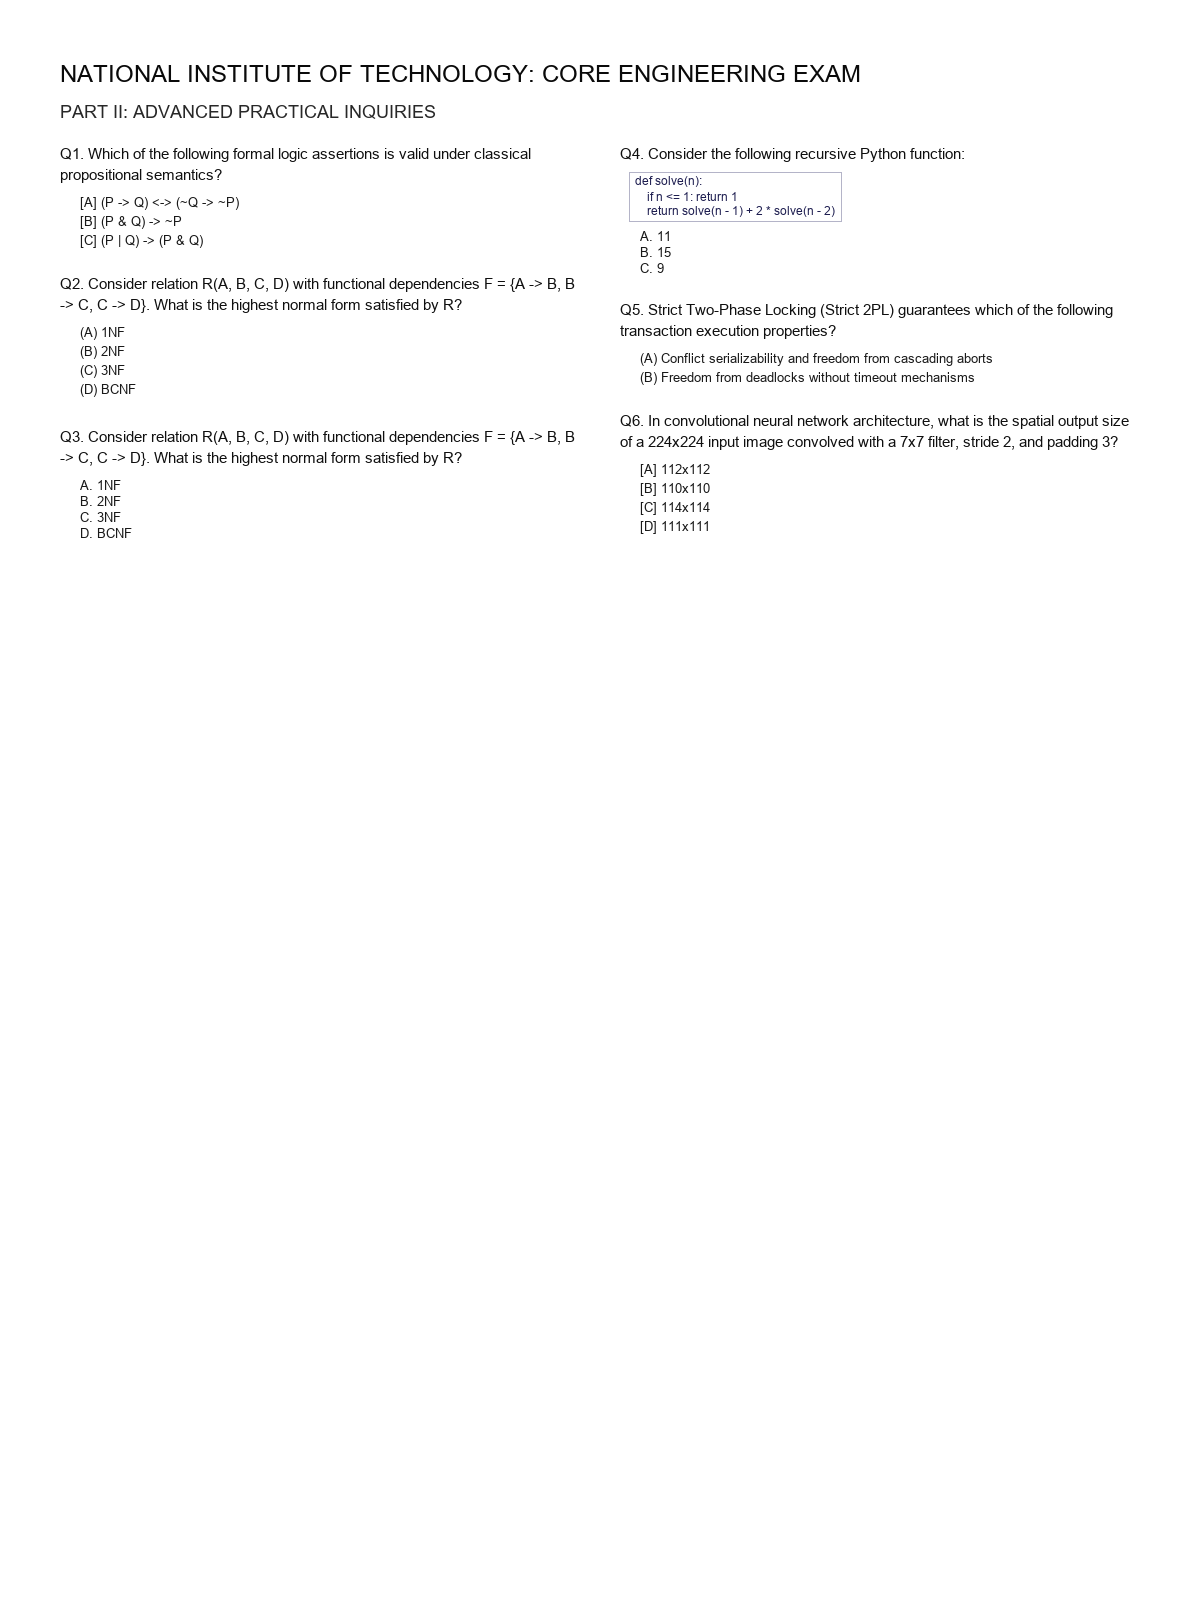 NATIONAL INSTITUTE OF TECHNOLOGY: CORE ENGINEERING EXAM
PART II: ADVANCED PRACTICAL INQUIRIES
Q1. Which of the following formal logic assertions is valid under classical
propositional semantics?
[A] (P -> Q) <-> (~Q -> ~P)
[B] (P & Q) -> ~P
[C] (P | Q) -> (P & Q)
Q2. Consider relation R(A, B, C, D) with functional dependencies F = {A -> B, B
-> C, C -> D}. What is the highest normal form satisfied by R?
(A) 1NF
(B) 2NF
(C) 3NF
(D) BCNF
Q3. Consider relation R(A, B, C, D) with functional dependencies F = {A -> B, B
-> C, C -> D}. What is the highest normal form satisfied by R?
A. 1NF
B. 2NF
C. 3NF
D. BCNF
Q4. Consider the following recursive Python function:
def solve(n):
    if n <= 1: return 1
    return solve(n - 1) + 2 * solve(n - 2)
A. 11
B. 15
C. 9
Q5. Strict Two-Phase Locking (Strict 2PL) guarantees which of the following
transaction execution properties?
(A) Conflict serializability and freedom from cascading aborts
(B) Freedom from deadlocks without timeout mechanisms
Q6. In convolutional neural network architecture, what is the spatial output size
of a 224x224 input image convolved with a 7x7 filter, stride 2, and padding 3?
[A] 112x112
[B] 110x110
[C] 114x114
[D] 111x111